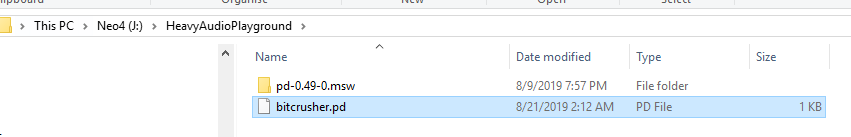 Organise New Open Select
This PC > Neo4 (J:) > HeavyAudioPlayground >
Name Date modified Type Size
pd-0.49-0.msw 8/9/2019 7:57 PM File folder
bitcrusher.pd 8/21/2019 2:12 AM PD File 1 KB